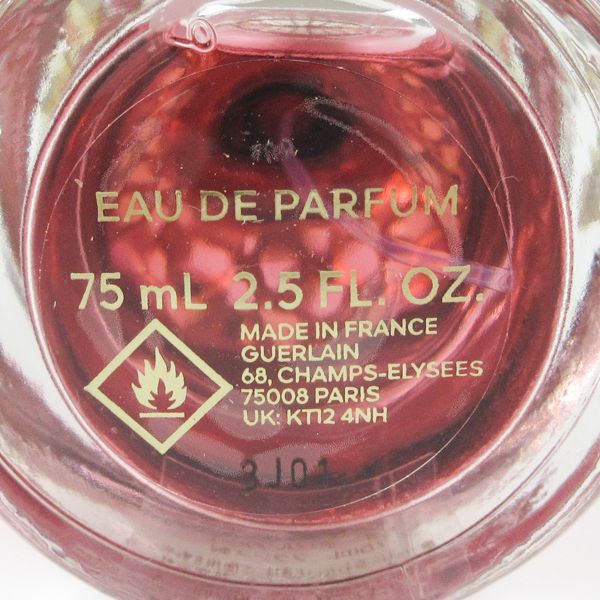 EAU DE PARFUM
75 mL 2.5 FL. OZ.
MADE IN FRANCE
GUERLAIN
68, CHAMPS-ELYSEES
75008 PARIS
UK: KT12 4NH
3J01